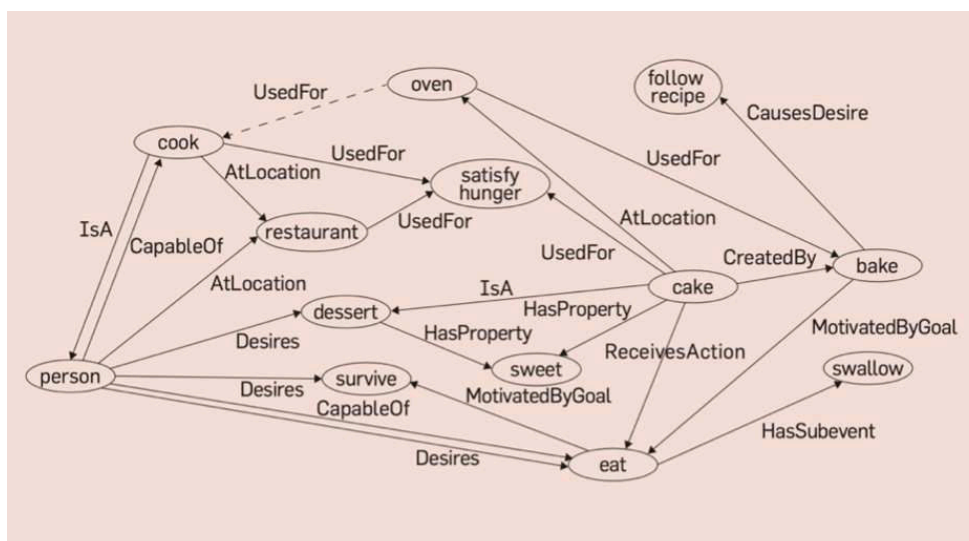 oven
follow
recipe
UsedFor
CausesDesire
cook
UsedFor
UsedFor
AtLocation
satisfy
hunger
AtLocation
UsedFor
IsA
CapableOf
restaurant
UsedFor
CreatedBy
bake
AtLocation
IsA
cake
dessert
HasProperty
MotivatedByGoal
Desires
HasProperty
ReceivesAction
person
survive
sweet
swallow
Desires
MotivatedByGoal
CapableOf
HasSubevent
Desires
eat